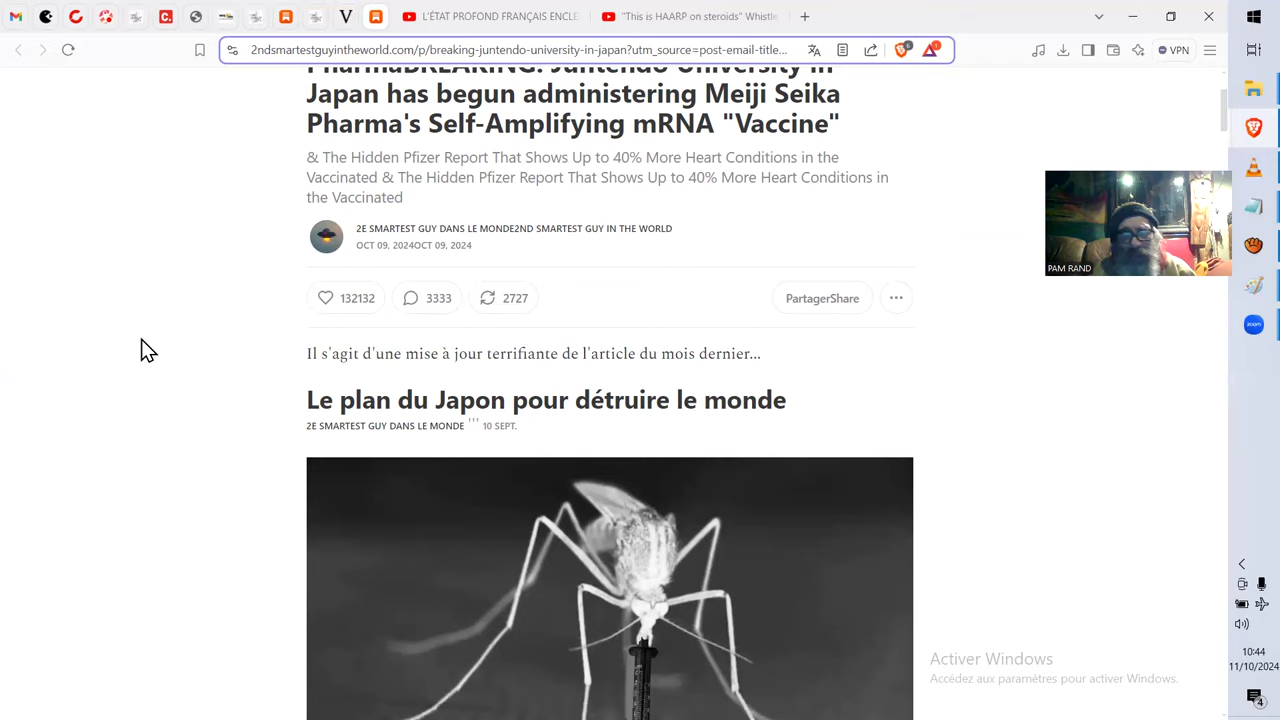 L'ÉTAT PROFOND FRANÇAIS ENCLE
"This is HAARP on steroids" Whistle
2ndsmartestguyintheworld.com/p/breaking-juntendo-university-in-japan?utm_source=post-email-title...
VPN
PharmaBREAKING: Juntendo University in
Japan has begun administering Meiji Seika
Pharma's Self-Amplifying mRNA "Vaccine"
& The Hidden Pfizer Report That Shows Up to 40% More Heart Conditions in the
Vaccinated & The Hidden Pfizer Report That Shows Up to 40% More Heart Conditions in
the Vaccinated
2E SMARTEST GUY DANS LE MONDE2ND SMARTEST GUY IN THE WORLD
OCT 09, 2024OCT 09, 2024
132132
3333
2727
PartagerShare
PAM RAND
Il s'agit d'une mise à jour terrifiante de l'article du mois dernier...
Le plan du Japon pour détruire le monde
2E SMARTEST GUY DANS LE MONDE ''' 10 SEPT.
Activer Windows
Accédez aux paramètres pour activer Windows.
zoom
10:44
11/10/2024
4